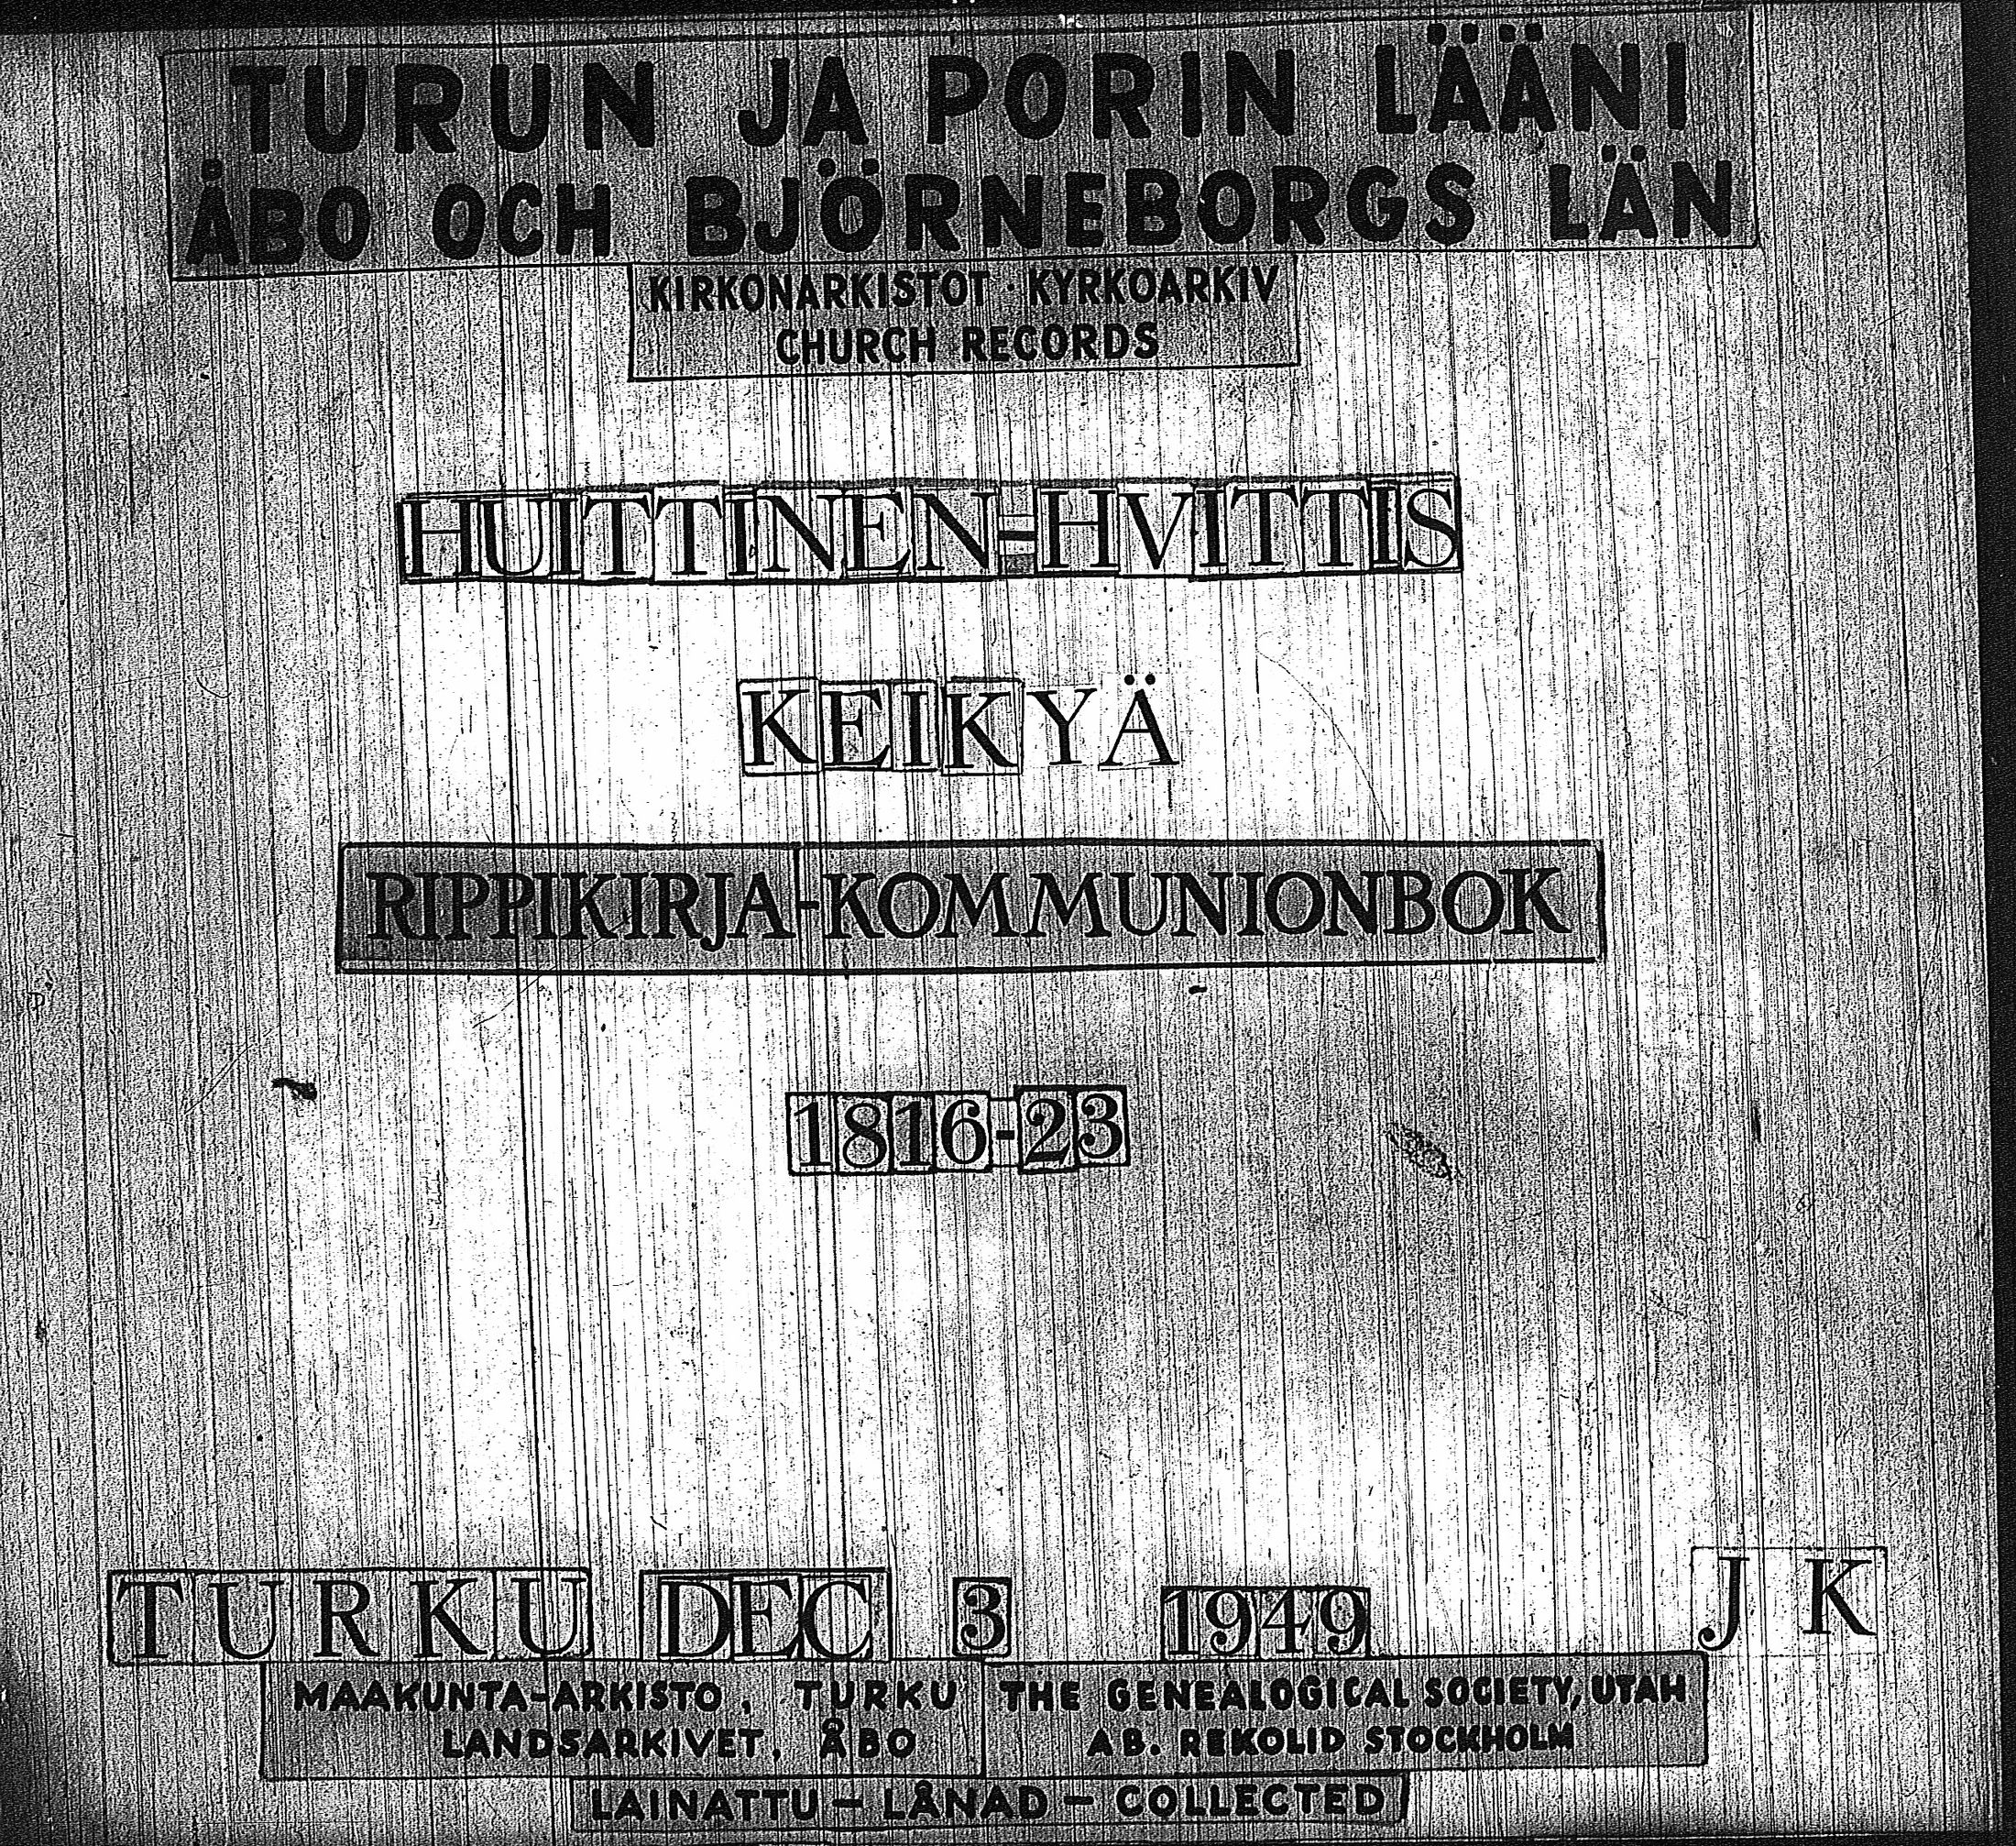 TURUN JA PORIN LÄÄNI
ÅBO OCH BJÖRNEBORGS LÄN
KIRKONARKISTOT · KYRKOARKIV
CHURCH RECORDS
HUITTINEN=HVITTIS
KEIKYÄ
RIPPIKIRJA-KOMMUNIONBOK
1816-23
TURKU DEC 3 1949 J K
MAAKUNTA-ARKISTO, TURKU
LANDSARKIVET, ÅBO
THE GENEALOGICAL SOCIETY, UTAH
AB. REKOLID STOCKHOLM
LAINATTU – LÅNAD – COLLECTED